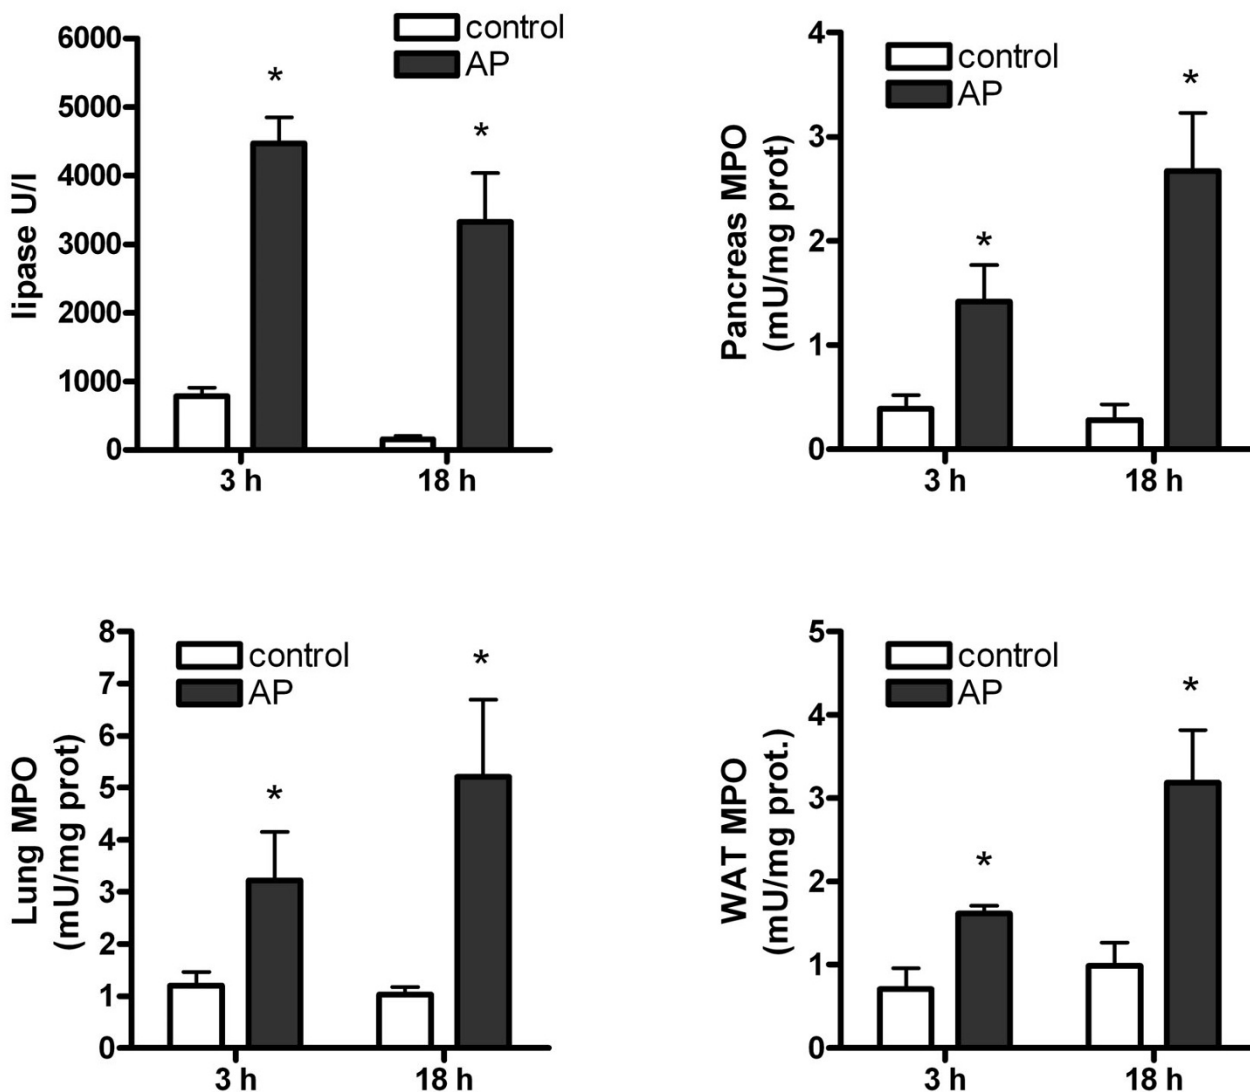 control
AP
lipase U/l
6000
5000
4000
3000
2000
1000
0
*
*
3 h
18 h
control
AP
Pancreas MPO
(mU/mg prot)
4
3
2
1
0
*
*
3 h
18 h
control
AP
Lung MPO
(mU/mg prot)
8
7
6
5
4
3
2
1
0
*
*
3 h
18 h
control
AP
WAT MPO
(mU/mg prot.)
5
4
3
2
1
0
*
*
3 h
18 h